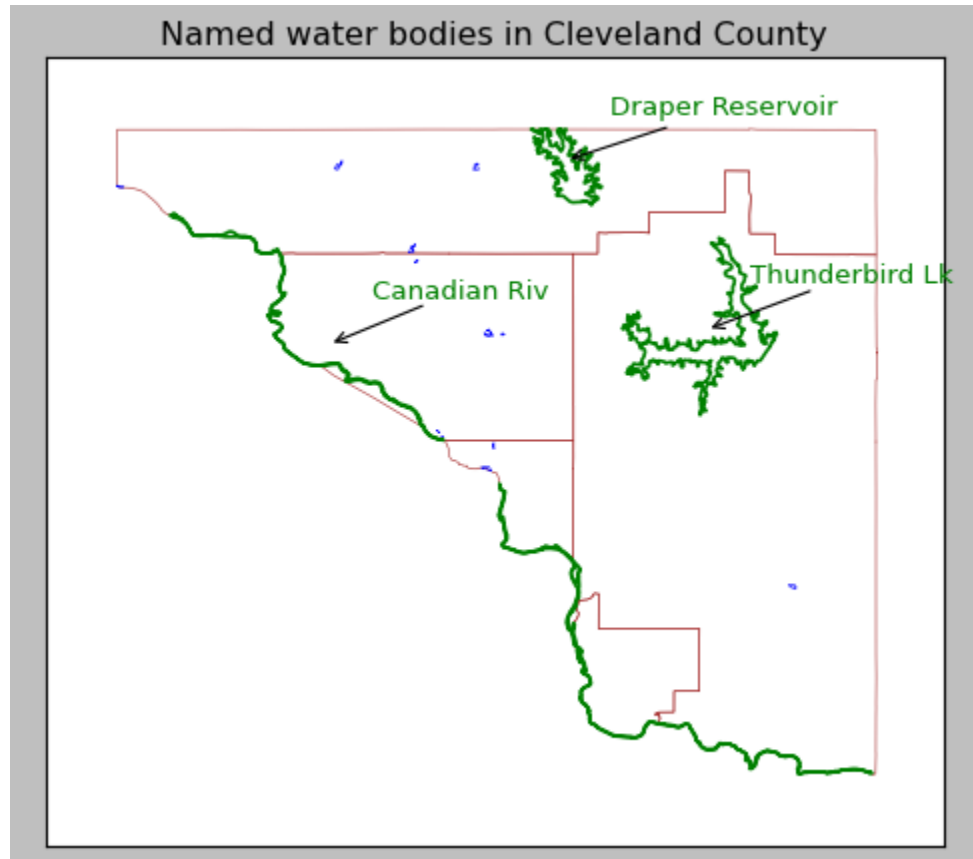 Named water bodies in Cleveland County
Draper Reservoir
Thunderbird Lk
Canadian Riv